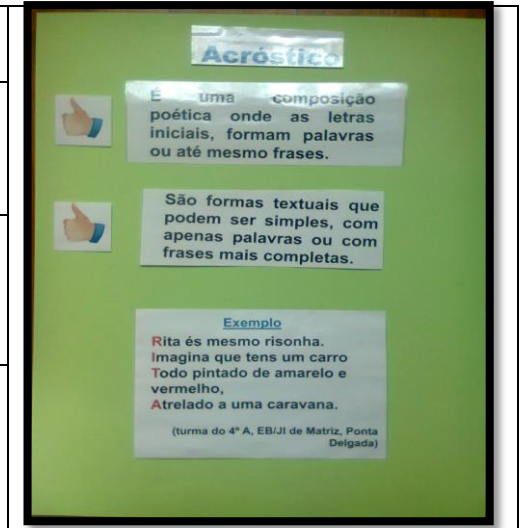 Acróstico
É uma composição
poética onde as letras
iniciais, formam palavras
ou até mesmo frases.
São formas textuais que
podem ser simples, com
apenas palavras ou com
frases mais completas.
Exemplo
Rita és mesmo risonha.
Imagina que tens um carro
Todo pintado de amarelo e
vermelho,
Atrelado a uma caravana.
(turma do 4º A, EB/JI de Matriz, Ponta
Delgada)